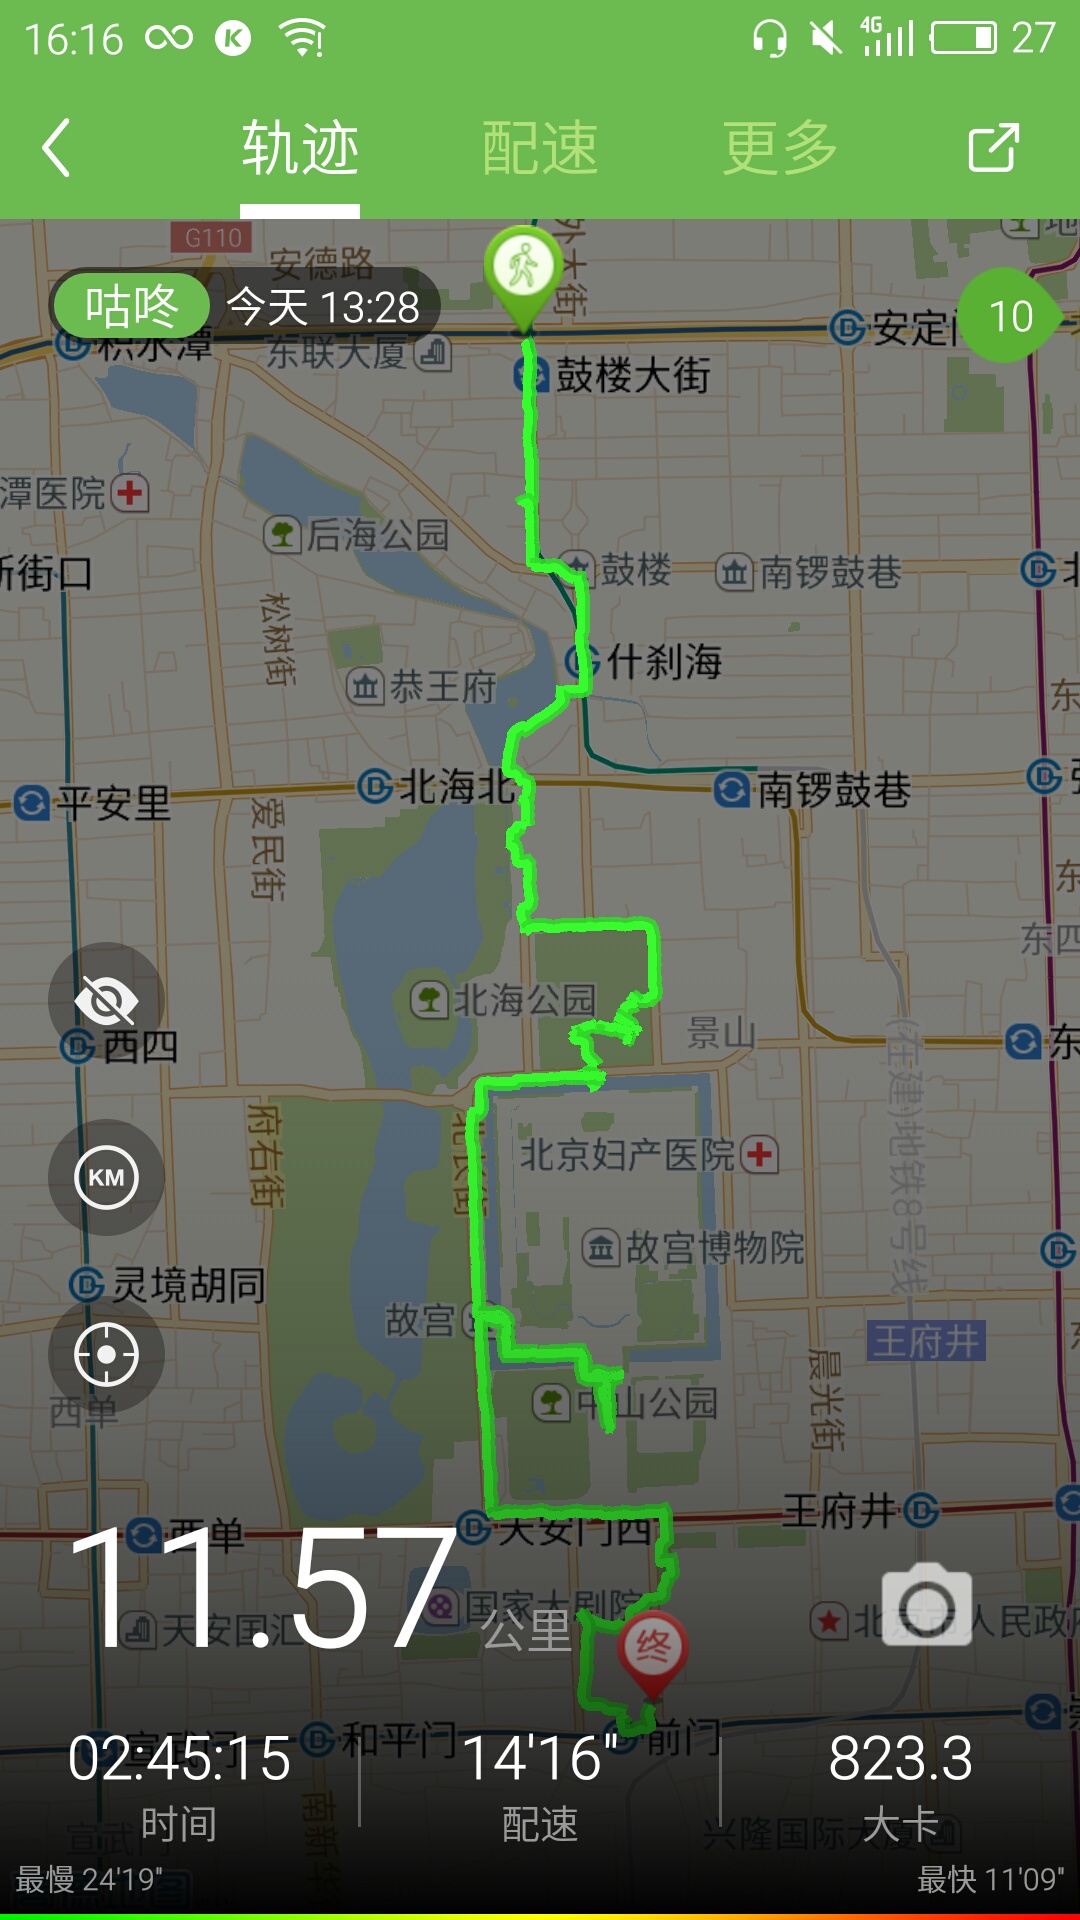 16:16
4G
27
轨迹
配速
更多
G110
安德路
外大街
咕咚
今天 13:28
10
积水潭
东联大厦
安定门
鼓楼大街
潭医院
后海公园
新街口
鼓楼
南锣鼓巷
北
松树街
恭王府
什刹海
平安里
北海北
南锣鼓巷
爱民街
东四
北海公园
景山
西四
东
(在建)地铁8号线
府右街
北长街
北京妇产医院
KM
故宫博物院
灵境胡同
故宫
王府井
晨光街
中山公园
西单
王府井
西单
天安门西
11.57
公里
国家大剧院
天安国汇
北京市人民政府
宣武门
和平门
前门
02:45:15
14'16"
823.3
时间
配速
大卡
南新华
兴隆国际大厦
宣武
最慢 24'19"
最快 11'09"